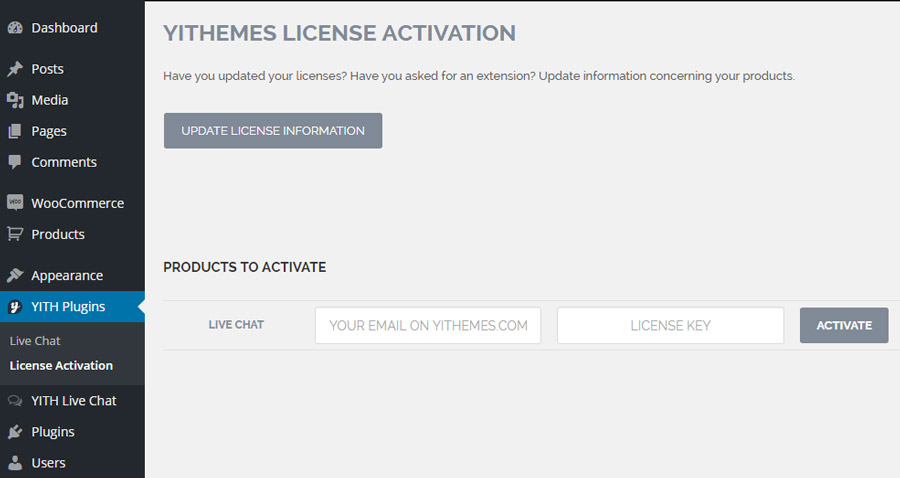 Dashboard
Posts
Media
Pages
Comments
WOO
WooCommerce
Products
Appearance
YITH Plugins
Live Chat
License Activation
YITH Live Chat
Plugins
Users
YITHEMES LICENSE ACTIVATION
Have you updated your licenses? Have you asked for an extension? Update information concerning your products.
UPDATE LICENSE INFORMATION
PRODUCTS TO ACTIVATE
LIVE CHAT
YOUR EMAIL ON YITHEMES.COM
LICENSE KEY
ACTIVATE